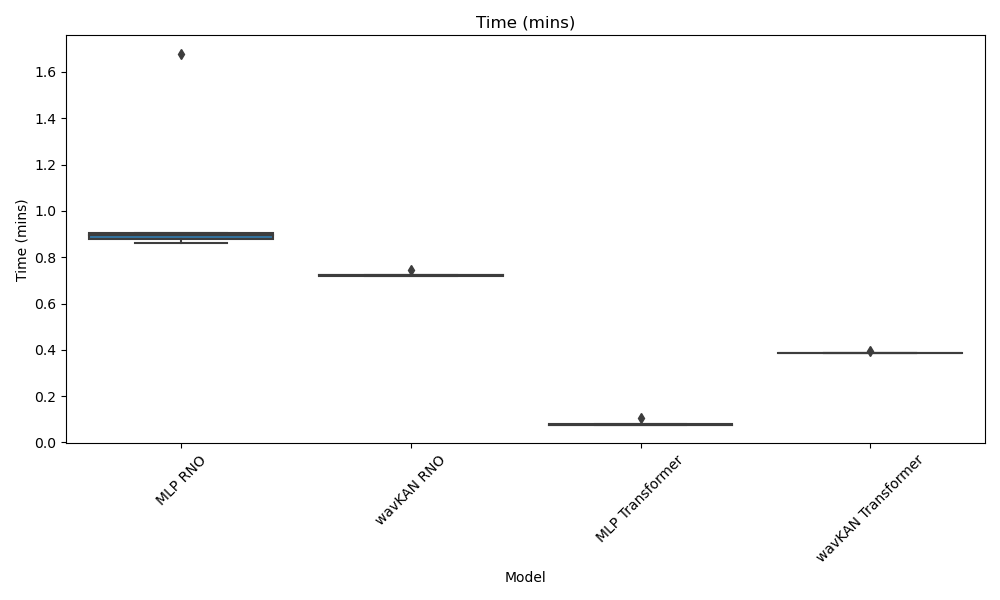 Time (mins)
Time (mins)
1.6
1.4
1.2
1.0
0.8
0.6
0.4
0.2
0.0
MLP RNO
wavKAN RNO
MLP Transformer
wavKAN Transformer
Model